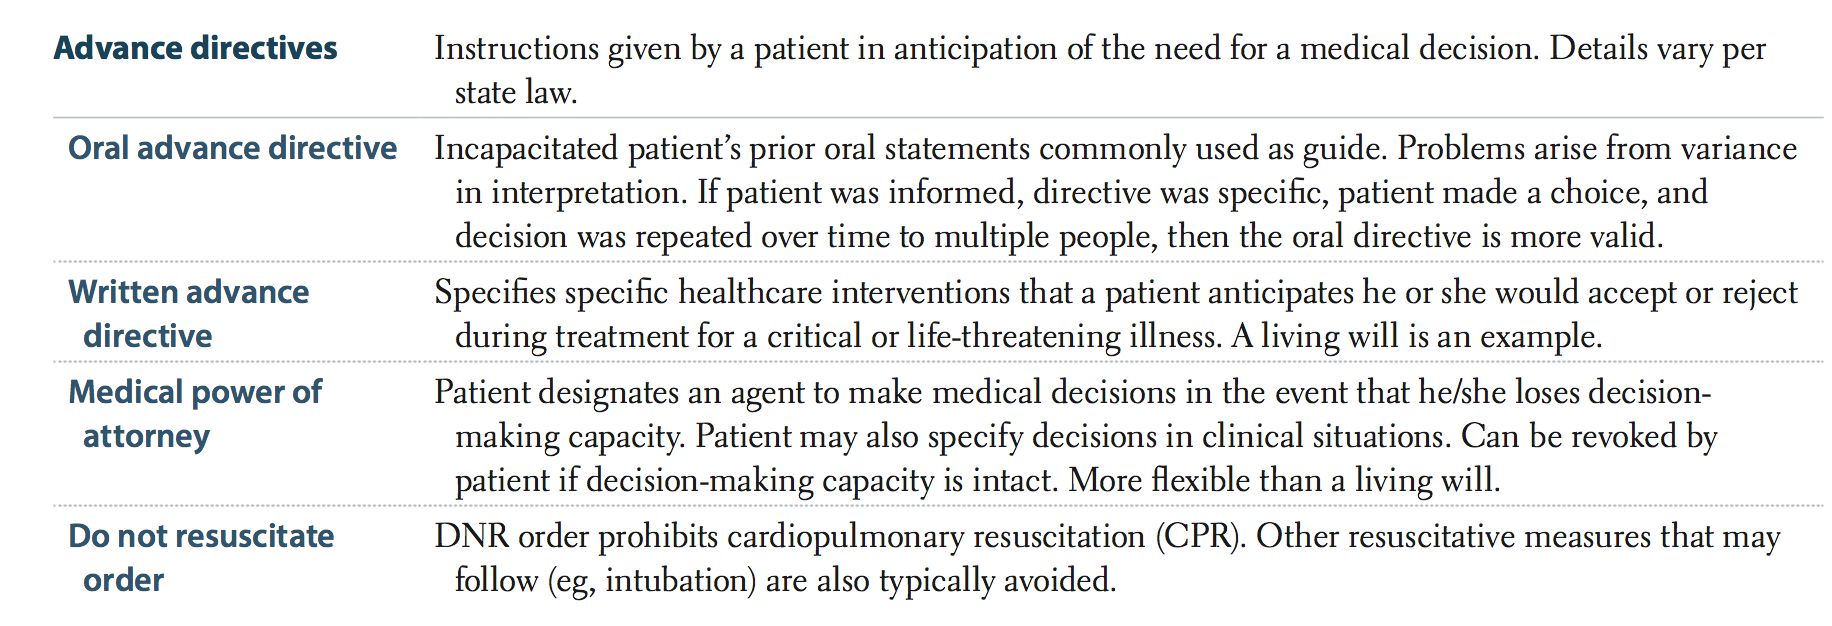 Advance directives Instructions given by a patient in anticipation of the need for a medical decision. Details vary per
state law.
Oral advance directive Incapacitated patient’s prior oral statements commonly used as guide. Problems arise from variance
in interpretation. If patient was informed, directive was specific, patient made a choice, and
decision was repeated over time to multiple people, then the oral directive is more valid.
Written advance Specifies specific healthcare interventions that a patient anticipates he or she would accept or reject
directive during treatment for a critical or life-threatening illness. A living will is an example.
Medical power of Patient designates an agent to make medical decisions in the event that he/she loses decision-
attorney making capacity. Patient may also specify decisions in clinical situations. Can be revoked by
patient if decision-making capacity is intact. More flexible than a living will.
Do not resuscitate DNR order prohibits cardiopulmonary resuscitation (CPR). Other resuscitative measures that may
order follow (eg, intubation) are also typically avoided.